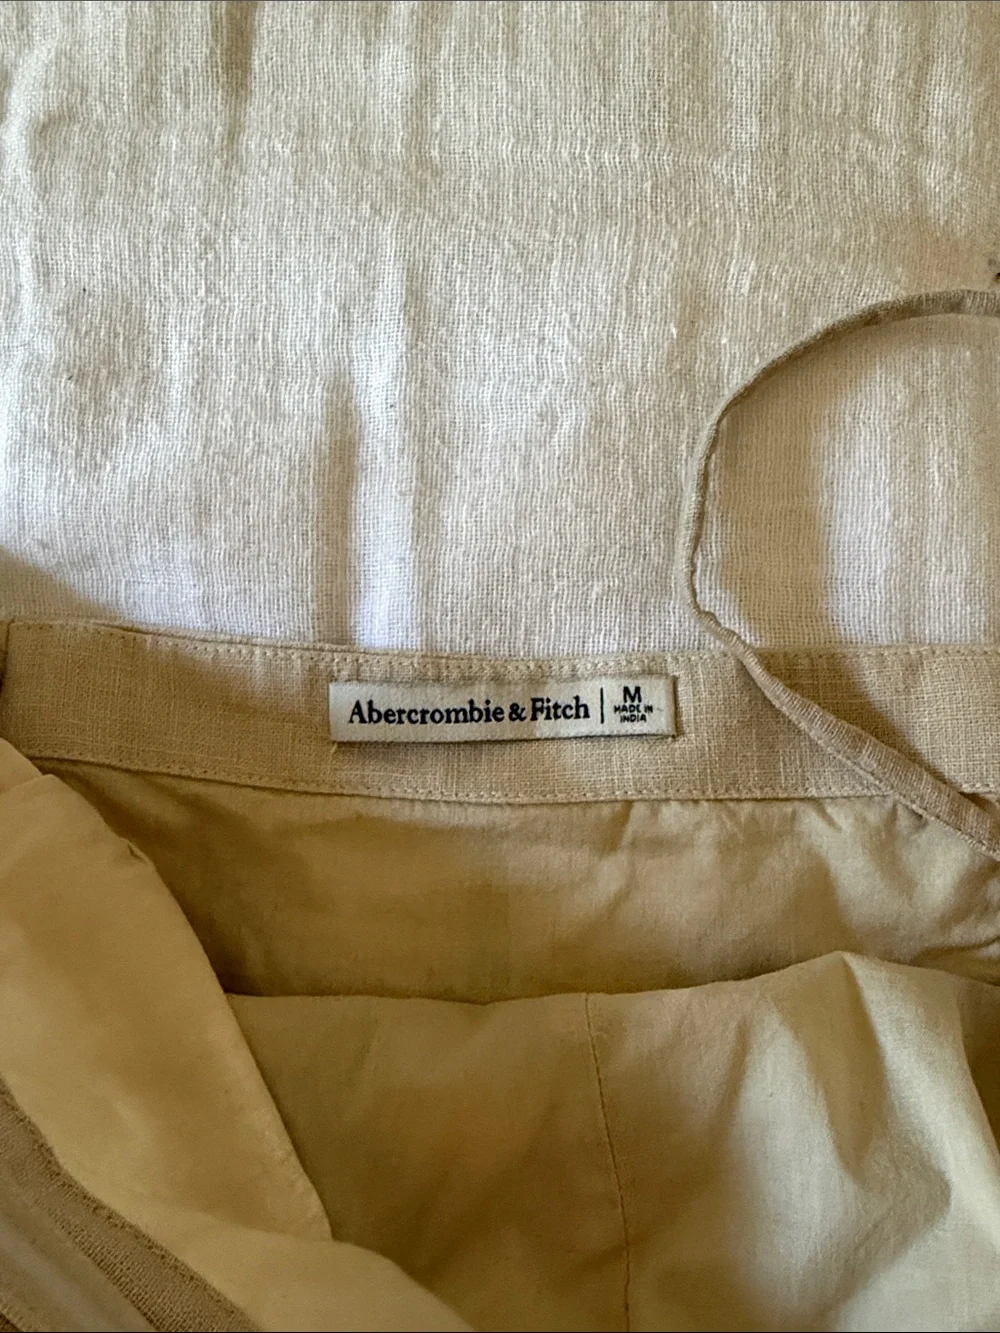 Abercrombie & Fitch | M
MADE IN
INDIA